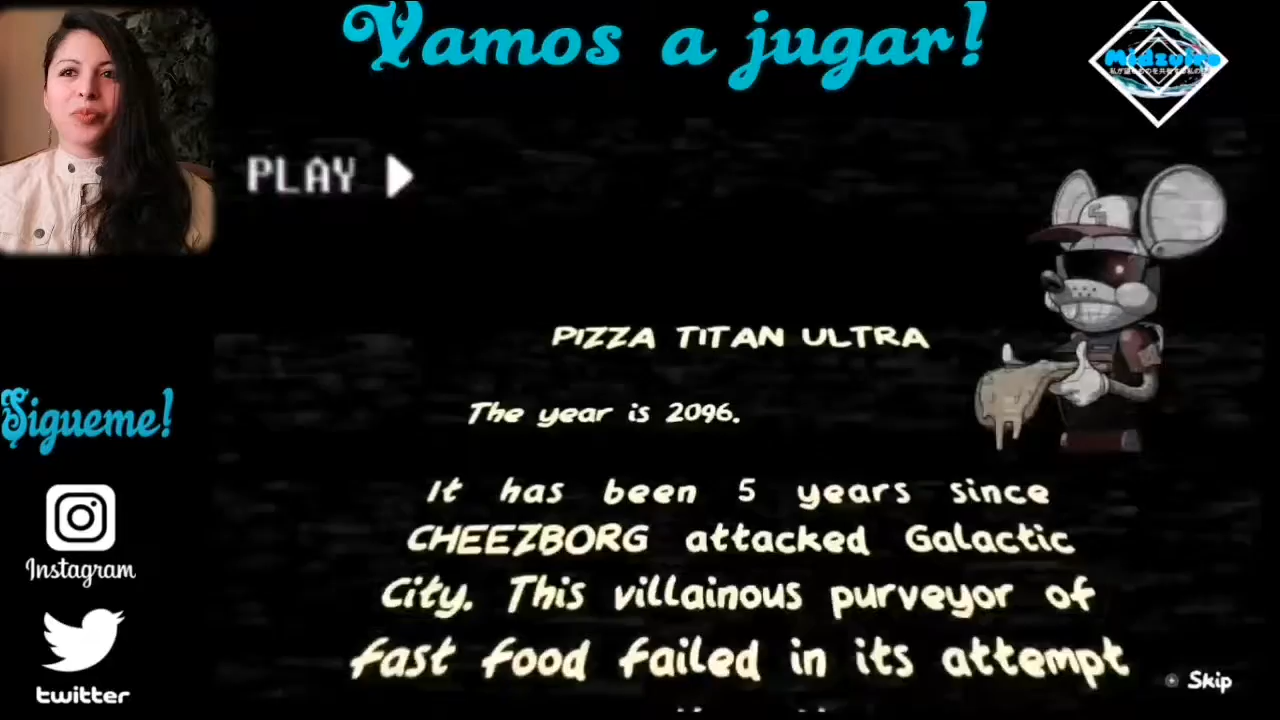 Vamos a jugar!
Midzuiro
PLAY
PIZZA TITAN ULTRA
The year is 2096.
It has been 5 years since
CHEEZBORG attacked Galactic
City. This villainous purveyor of
fast food failed in its attempt
Skip
Sigueme!
Instagram
twitter